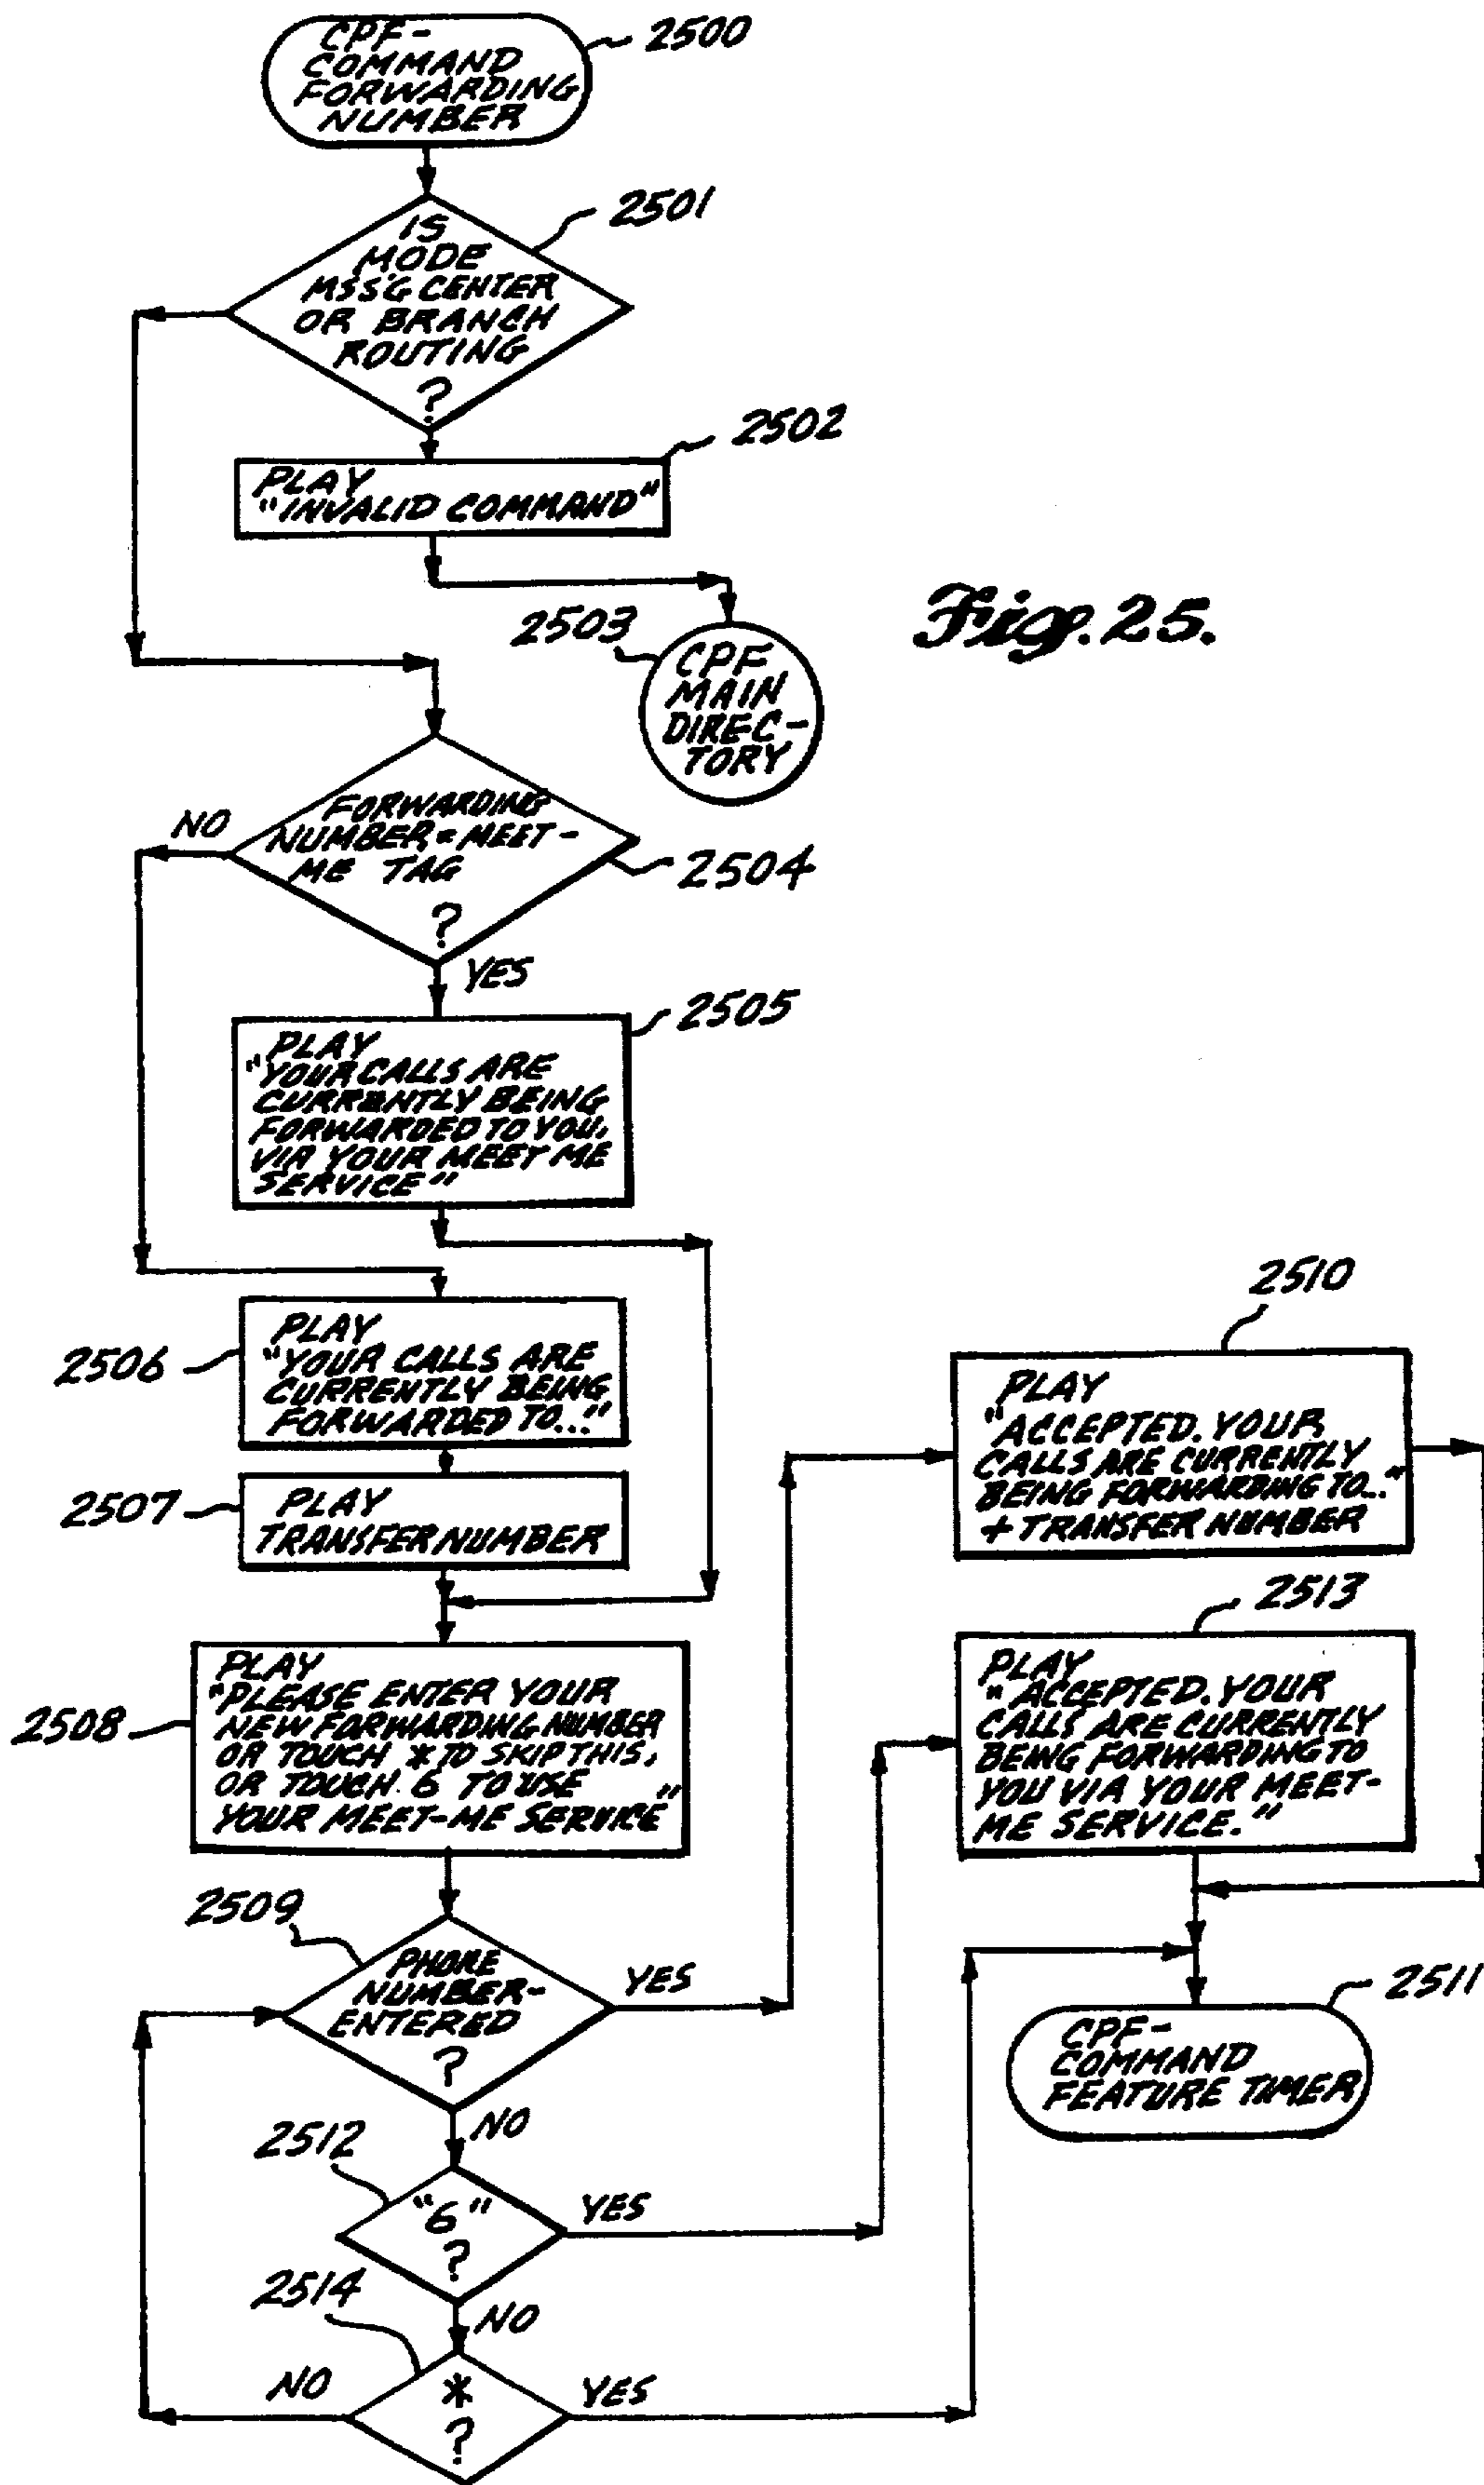 CPF-
COMMAND
FORWARDING
NUMBER
2500
IS
MODE
MSS'G CENTER
OR BRANCH
ROUTING
?
2501
PLAY
"INVALID COMMAND"
2502
2503
CPF
MAIN
DIREC-
TORY
Fig. 25.
FORWARDING
NUMBER = MEET-
ME TAG
?
NO
2504
YES
PLAY
"YOUR CALLS ARE
CURRENTLY BEING
FORWARDED TO YOU,
VIA YOUR MEET ME
SERVICE"
2505
2506
PLAY
"YOUR CALLS ARE
CURRENTLY BEING
FORWARDED TO..."
2507
PLAY
TRANSFER NUMBER
2508
PLAY
"PLEASE ENTER YOUR
NEW FORWARDING NUMBER
OR TOUCH * TO SKIP THIS,
OR TOUCH 6 TO USE
YOUR MEET-ME SERVICE"
2509
PHONE
NUMBER-
ENTERED
?
YES
NO
2512
"6"
?
YES
NO
2514
*
?
NO
YES
2510
PLAY
"ACCEPTED. YOUR
CALLS ARE CURRENTLY
BEING FORWARDING TO..."
+ TRANSFER NUMBER
2513
PLAY
"ACCEPTED. YOUR
CALLS ARE CURRENTLY
BEING FORWARDING TO
YOU VIA YOUR MEET-
ME SERVICE."
2511
CPF-
COMMAND
FEATURE TIMER